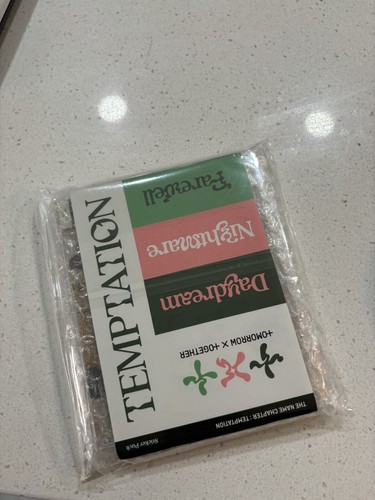 THE NAME CHAPTER : TEMPTATION
Sticker Pack
TOMORROW X TOGETHER
TEMPTATION
Daydream
Nightmare
Farewell